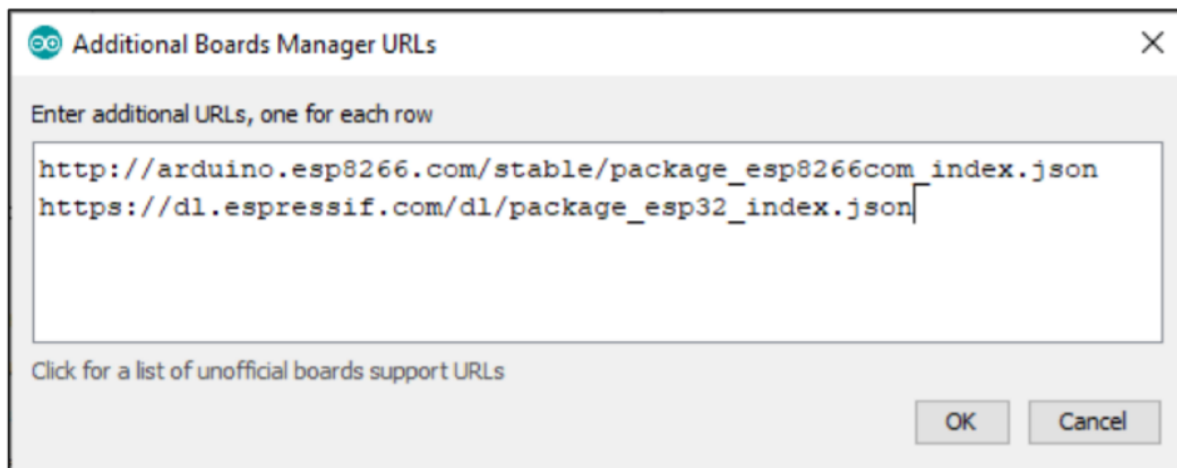 Additional Boards Manager URLs
Enter additional URLs, one for each row
http://arduino.esp8266.com/stable/package_esp8266com_index.json
https://dl.espressif.com/dl/package_esp32_index.json
Click for a list of unofficial boards support URLs
OK Cancel